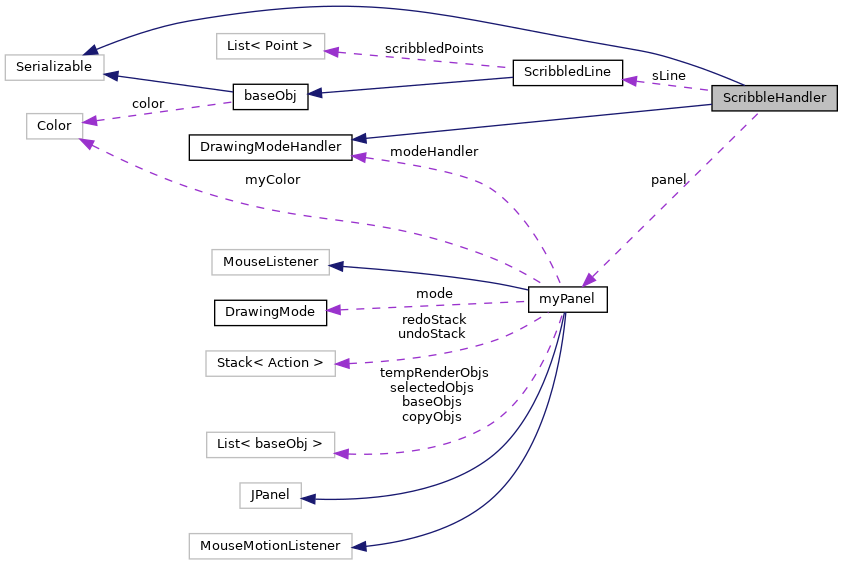 List< Point >
scribbledPoints
Serializable
ScribbledLine
sLine
baseObj
ScribbleHandler
color
Color
DrawingModeHandler
modeHandler
myColor
panel
MouseListener
mode
myPanel
DrawingMode
redoStack
undoStack
Stack< Action >
tempRenderObjs
selectedObjs
baseObjs
copyObjs
List< baseObj >
JPanel
MouseMotionListener